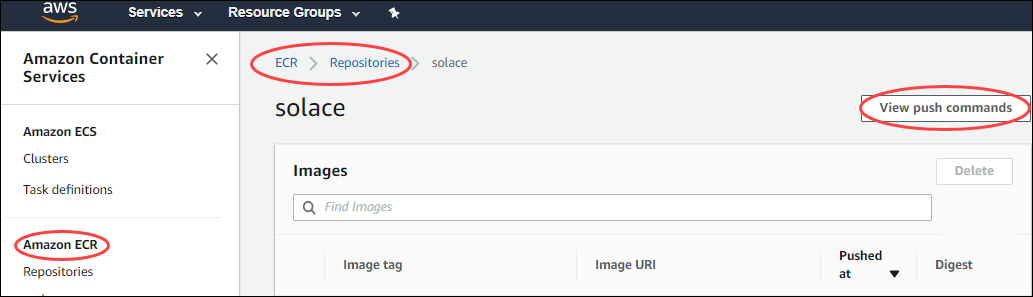 aws Services Resource Groups
Amazon Container
Services
ECR Repositories solace
solace
View push commands
Amazon ECS
Clusters
Task definitions
Amazon ECR
Repositories
Images
Delete
Find Images
Image tag Image URI Pushed at Digest